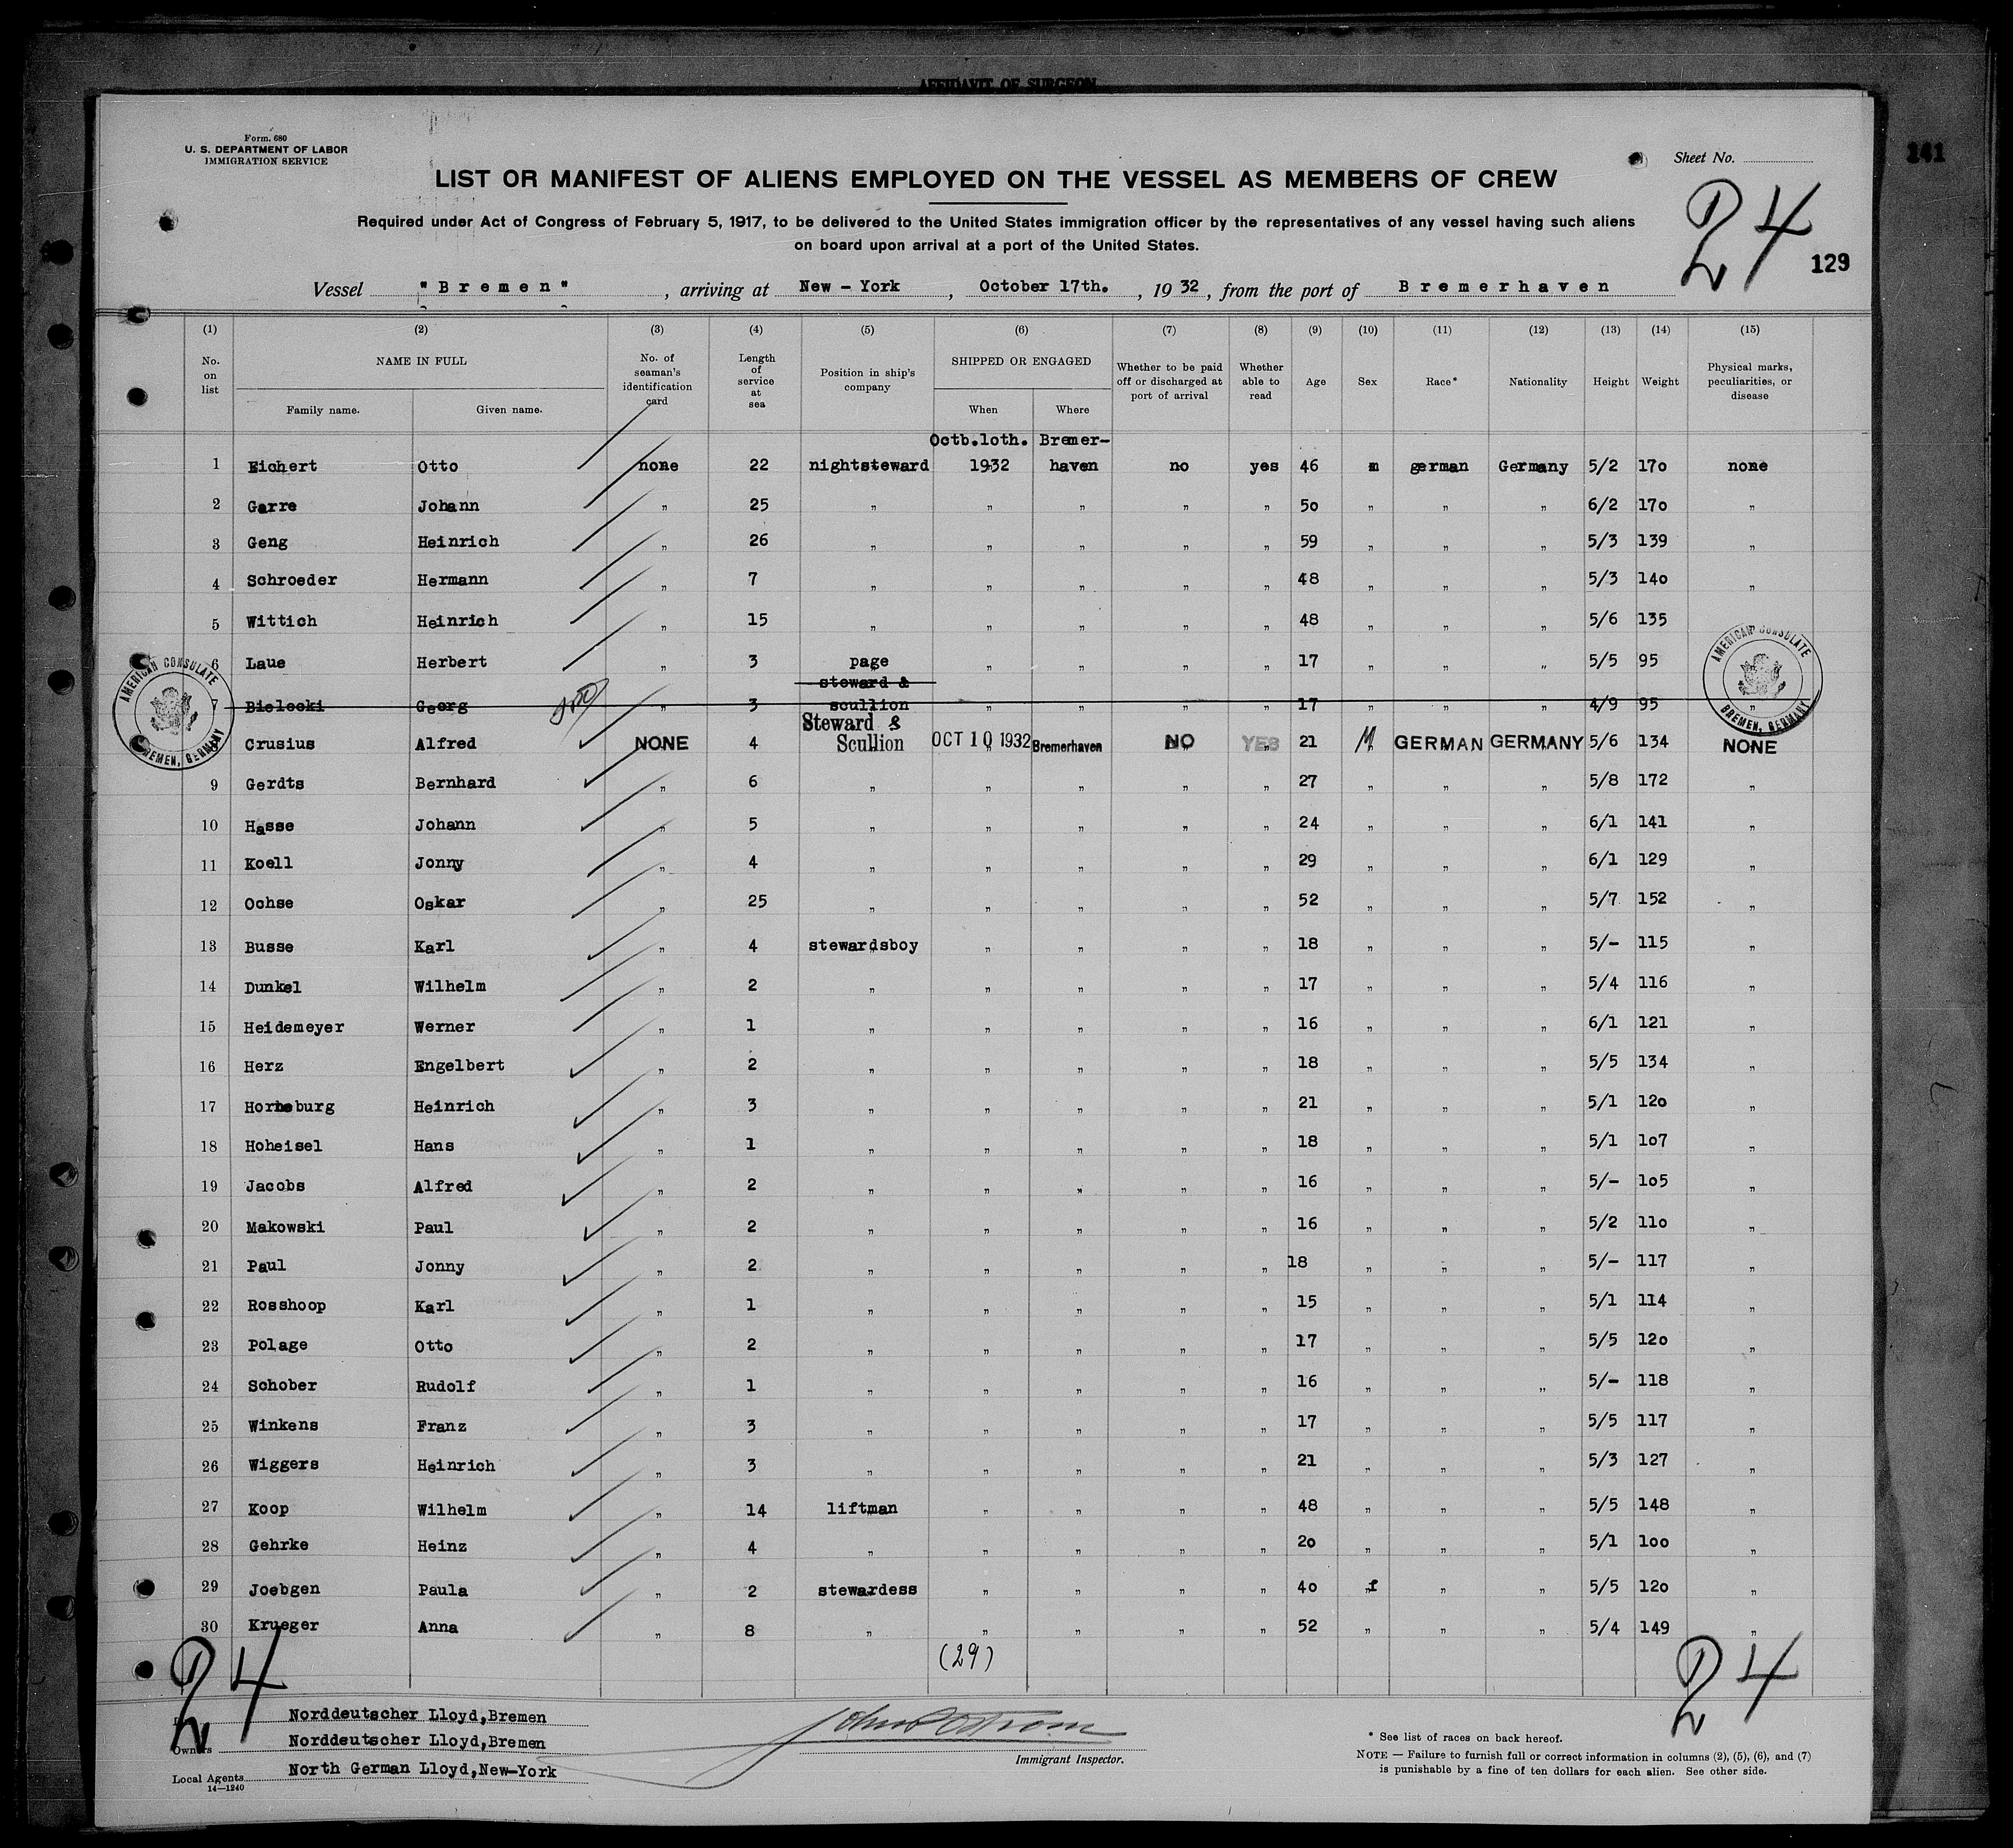 AFFIDAVIT OF SURGEON
Form 680
U. S. DEPARTMENT OF LABOR
IMMIGRATION SERVICE
Sheet No.
141
LIST OR MANIFEST OF ALIENS EMPLOYED ON THE VESSEL AS MEMBERS OF CREW
Required under Act of Congress of February 5, 1917, to be delivered to the United States immigration officer by the representatives of any vessel having such aliens
on board upon arrival at a port of the United States.
24
129
Vessel "Bremen", arriving at New-York, October 17th., 1932, from the port of Bremerhaven
(1) (2) (3) (4) (5) (6) (7) (8) (9) (10) (11) (12) (13) (14) (15)
No. on list NAME IN FULL Family name. Given name. No. of seaman's identification card Length of service at sea Position in ship's company SHIPPED OR ENGAGED When Where Whether to be paid off or discharged at port of arrival Whether able to read Age Sex Race* Nationality Height Weight Physical marks, peculiarities, or disease
Octb.loth. Bremer-
1 Eichert Otto none 22 nightsteward 1932 haven no yes 46 m german Germany 5/2 17o none
2 Garre Johann " 25 " " " " " 5o " " " 6/2 17o "
3 Geng Heinrich " 26 " " " " " 59 " " " 5/3 139 "
4 Schroeder Hermann " 7 " " " " " 48 " " " 5/3 14o "
5 Wittich Heinrich " 15 " " " " " 48 " " " 5/6 135 "
6 Laue Herbert " 3 page " " " " 17 " " " 5/5 95 "
steward &
7 Bielecki Georg " 3 scullion " " " " 17 " " " 4/9 95 "
Steward &
8 Crusius Alfred NONE 4 Scullion OCT 10 1932 Bremerhaven NO YES 21 M GERMAN GERMANY 5/6 134 NONE
9 Gerdts Bernhard " 6 " " " " " 27 " " " 5/8 172 "
10 Hasse Johann " 5 " " " " " 24 " " " 6/1 141 "
11 Koell Jonny " 4 " " " " " 29 " " " 6/1 129 "
12 Ochse Oskar " 25 " " " " " 52 " " " 5/7 152 "
13 Busse Karl " 4 stewardsboy " " " " 18 " " " 5/- 115 "
14 Dunkel Wilhelm " 2 " " " " " 17 " " " 5/4 116 "
15 Heidemeyer Werner " 1 " " " " " 16 " " " 6/1 121 "
16 Herz Engelbert " 2 " " " " " 18 " " " 5/5 134 "
17 Horneburg Heinrich " 3 " " " " " 21 " " " 5/1 12o "
18 Hoheisel Hans " 1 " " " " " 18 " " " 5/1 1o7 "
19 Jacobs Alfred " 2 " " " " " 16 " " " 5/- 1o5 "
20 Makowski Paul " 2 " " " " " 16 " " " 5/2 11o "
21 Paul Jonny " 2 " " " " " 18 " " " 5/- 117 "
22 Rosshoop Karl " 1 " " " " " 15 " " " 5/1 114 "
23 Polage Otto " 2 " " " " " 17 " " " 5/5 12o "
24 Schober Rudolf " 1 " " " " " 16 " " " 5/- 118 "
25 Winkens Franz " 3 " " " " " 17 " " " 5/5 117 "
26 Wiggers Heinrich " 3 " " " " " 21 " " " 5/3 127 "
27 Koop Wilhelm " 14 liftman " " " " 48 " " " 5/5 148 "
28 Gehrke Heinz " 4 " " " " " 2o " " " 5/1 1oo "
29 Joebgen Paula " 2 stewardess " " " " 4o f " " 5/5 12o "
30 Krueger Anna " 8 " " " " " 52 " " " 5/4 149 "
AMERICAN CONSULATE BREMEN, GERMANY
AMERICAN CONSULATE BREMEN, GERMANY
(29)
24
24
Norddeutscher Lloyd,Bremen
Owners Norddeutscher Lloyd,Bremen
Local Agents North German Lloyd,New-York
14—1240
Immigrant Inspector.
* See list of races on back hereof.
NOTE — Failure to furnish full or correct information in columns (2), (5), (6), and (7)
is punishable by a fine of ten dollars for each alien. See other side.